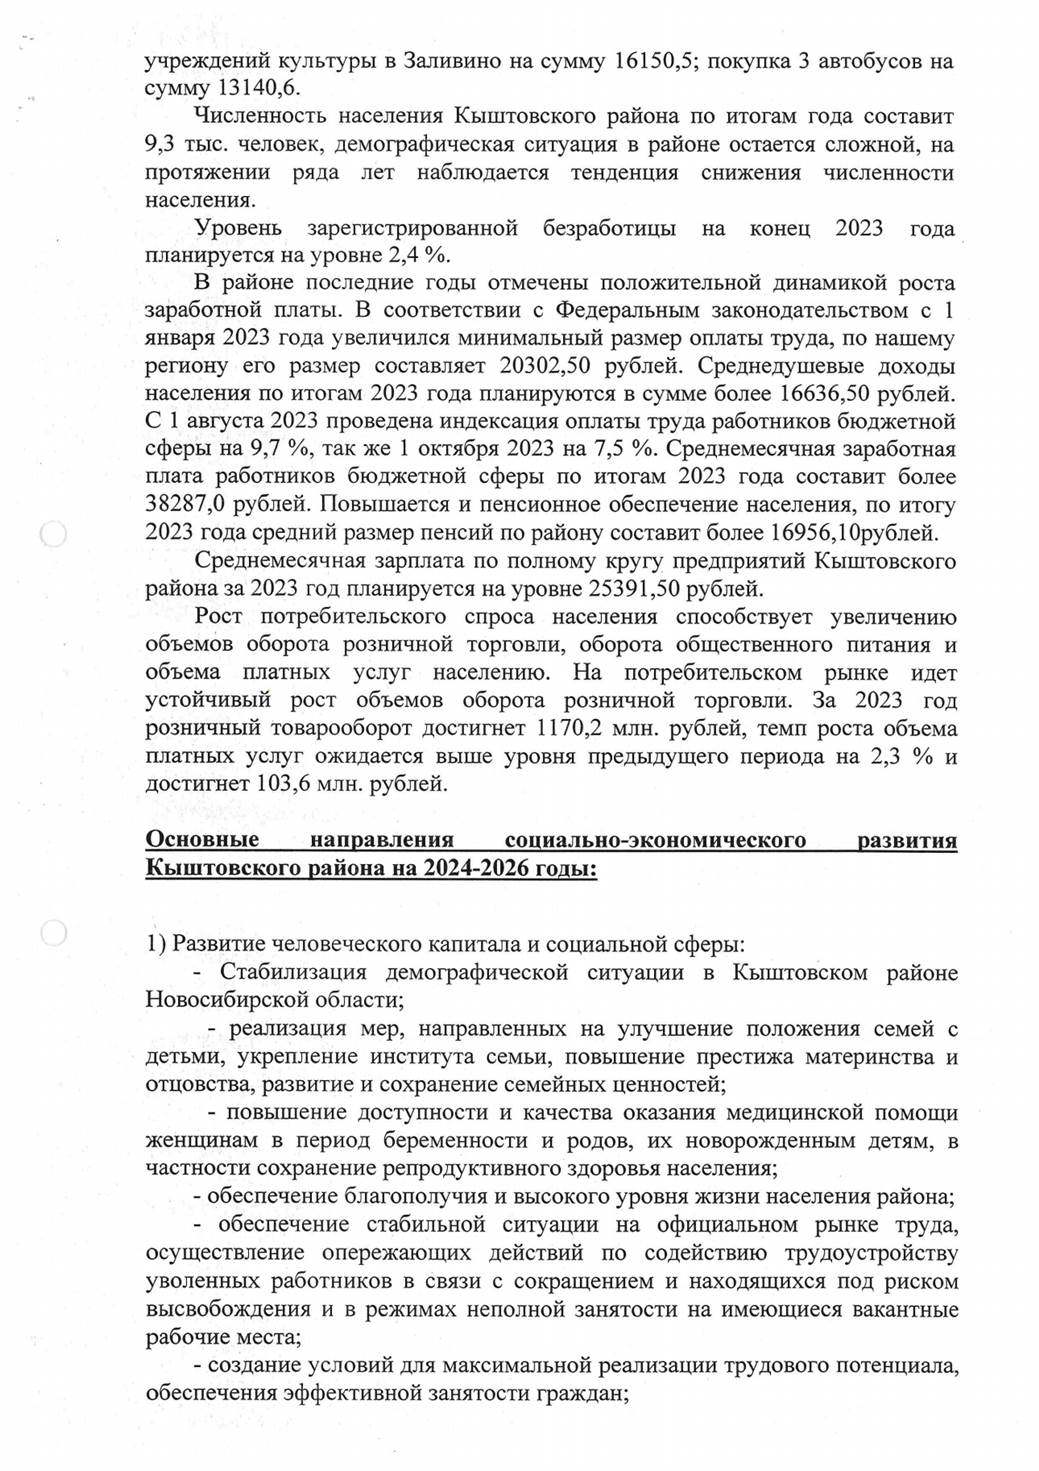 учреждений культуры в Заливино на сумму 16150,5; покупка 3 автобусов на
сумму 13140,6.
Численность населения Кыштовского района по итогам года составит
9,3 тыс. человек, демографическая ситуация в районе остается сложной, на
протяжении ряда лет наблюдается тенденция снижения численности
населения.
Уровень зарегистрированной безработицы на конец 2023 года
планируется на уровне 2,4 %.
В районе последние годы отмечены положительной динамикой роста
заработной платы. В соответствии с Федеральным законодательством с 1
января 2023 года увеличился минимальный размер оплаты труда, по нашему
региону его размер составляет 20302,50 рублей. Среднедушевые доходы
населения по итогам 2023 года планируются в сумме более 16636,50 рублей.
С 1 августа 2023 проведена индексация оплаты труда работников бюджетной
сферы на 9,7 %, так же 1 октября 2023 на 7,5 %. Среднемесячная заработная
плата работников бюджетной сферы по итогам 2023 года составит более
38287,0 рублей. Повышается и пенсионное обеспечение населения, по итогу
2023 года средний размер пенсий по району составит более 16956,10рублей.
Среднемесячная зарплата по полному кругу предприятий Кыштовского
района за 2023 год планируется на уровне 25391,50 рублей.
Рост потребительского спроса населения способствует увеличению
объемов оборота розничной торговли, оборота общественного питания и
объема платных услуг населению. На потребительском рынке идет
устойчивый рост объемов оборота розничной торговли. За 2023 год
розничный товарооборот достигнет 1170,2 млн. рублей, темп роста объема
платных услуг ожидается выше уровня предыдущего периода на 2,3 % и
достигнет 103,6 млн. рублей.
Основные направления социально-экономического развития
Кыштовского района на 2024-2026 годы:
1) Развитие человеческого капитала и социальной сферы:
- Стабилизация демографической ситуации в Кыштовском районе
Новосибирской области;
- реализация мер, направленных на улучшение положения семей с
детьми, укрепление института семьи, повышение престижа материнства и
отцовства, развитие и сохранение семейных ценностей;
- повышение доступности и качества оказания медицинской помощи
женщинам в период беременности и родов, их новорожденным детям, в
частности сохранение репродуктивного здоровья населения;
- обеспечение благополучия и высокого уровня жизни населения района;
- обеспечение стабильной ситуации на официальном рынке труда,
осуществление опережающих действий по содействию трудоустройству
уволенных работников в связи с сокращением и находящихся под риском
высвобождения и в режимах неполной занятости на имеющиеся вакантные
рабочие места;
- создание условий для максимальной реализации трудового потенциала,
обеспечения эффективной занятости граждан;